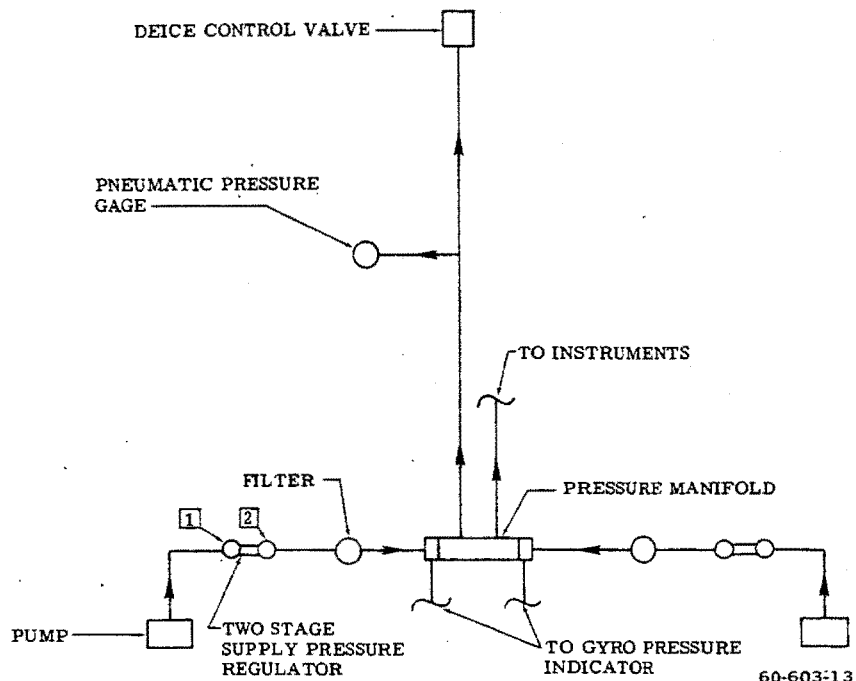 DEICE CONTROL VALVE
PNEUMATIC PRESSURE
GAGE
TO INSTRUMENTS
FILTER
PRESSURE MANIFOLD
1
2
PUMP
TWO STAGE
SUPPLY PRESSURE
REGULATOR
TO GYRO PRESSURE
INDICATOR
60-603-13